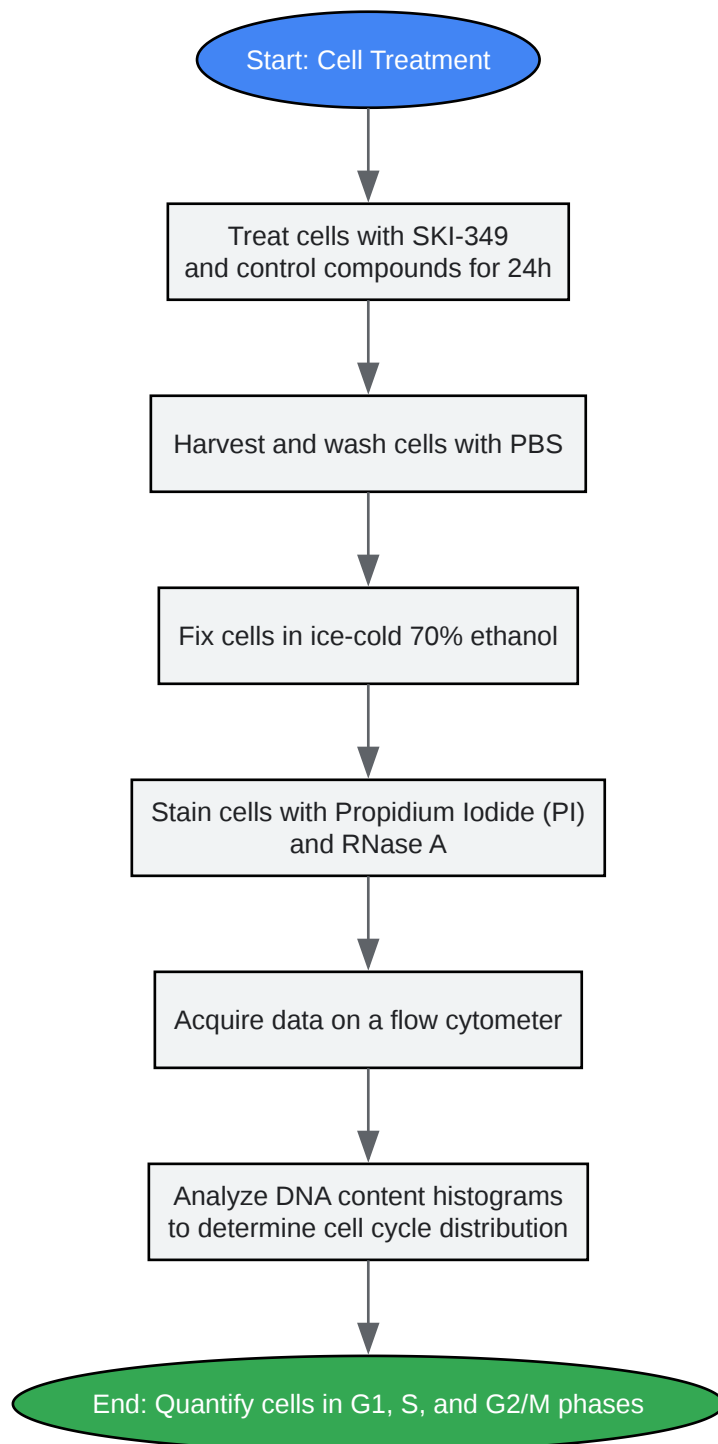 Start: Cell Treatment
Treat cells with SKI-349
and control compounds for 24h
Harvest and wash cells with PBS
Fix cells in ice-cold 70% ethanol
Stain cells with Propidium Iodide (PI)
and RNase A
Acquire data on a flow cytometer
Analyze DNA content histograms
to determine cell cycle distribution
End: Quantify cells in G1, S, and G2/M phases